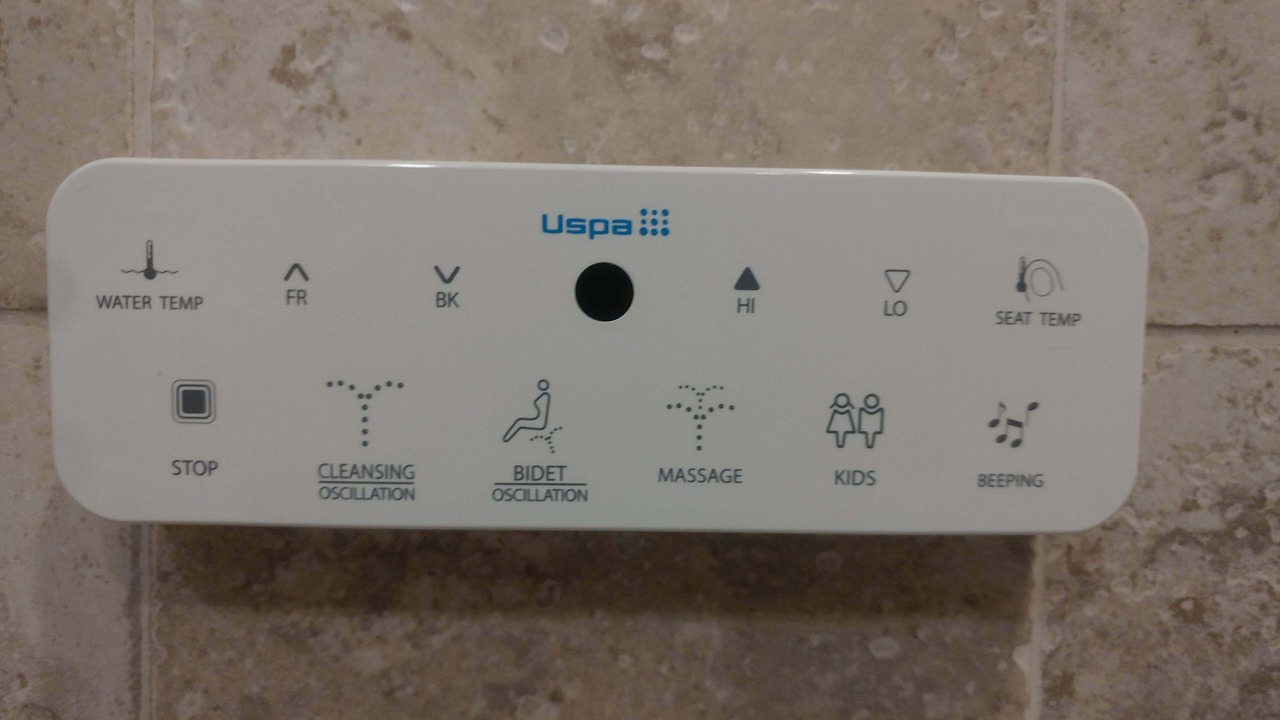 Uspa
WATER TEMP
FR
BK
HI
LO
SEAT TEMP
STOP
CLEANSING
OSCILLATION
BIDET
OSCILLATION
MASSAGE
KIDS
BEEPING